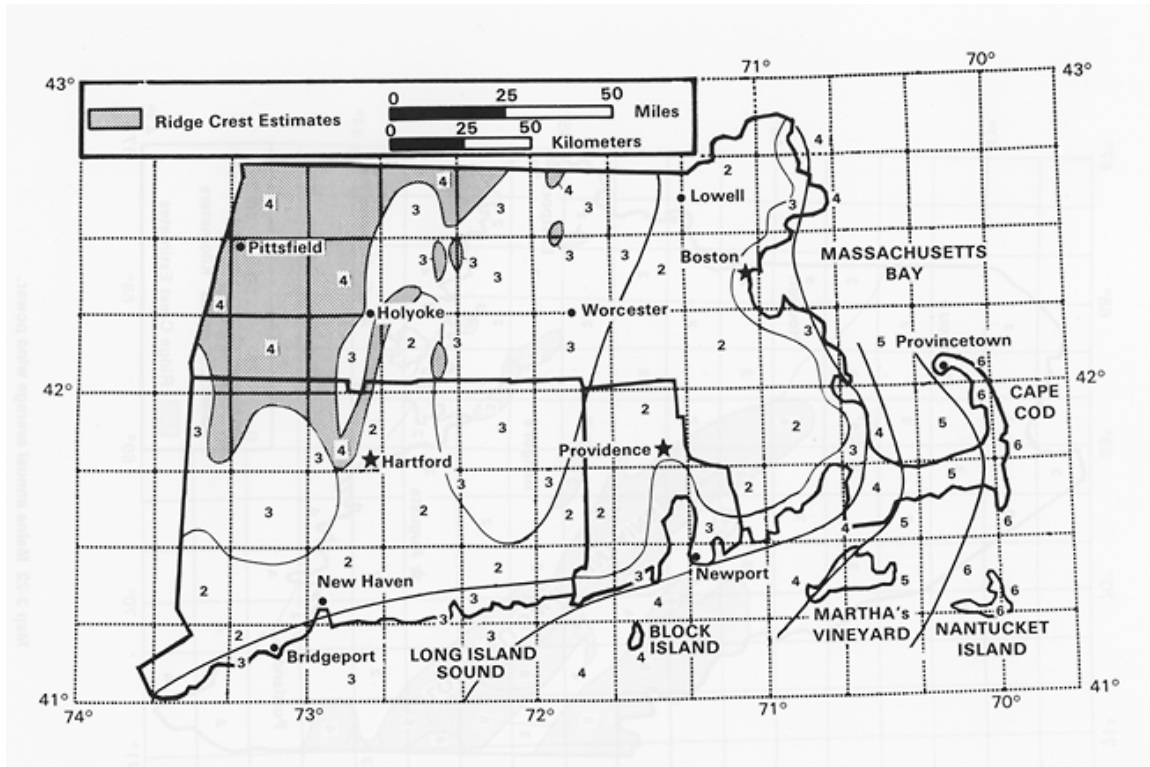 70°
43° 71° 43°
0 25 50
Ridge Crest Estimates Miles
0 25 50
Kilometers
4
2
4 4 4
3 3 3 Lowell 3 4
Pittsfield
3 3 3 3 2 Boston MASSACHUSETTS
BAY
4 3
4 Holyoke Worcester
4 3 2 3 3 2 3 5 Provincetown
6
42° 42°
6 CAPE
COD
2
3 2 3 2 4 5
3 4 Hartford Providence 3 6
3 3 2 4 5
3 2 2 2 3 4 5 6
2 2
New Haven 3 Newport 6
2 3 4 4 5 6
6
2 3 3 BLOCK
ISLAND
MARTHA's
VINEYARD
NANTUCKET
ISLAND
3 Bridgeport LONG ISLAND
SOUND
4
3 4
41° 41°
74° 73° 72° 71° 70°